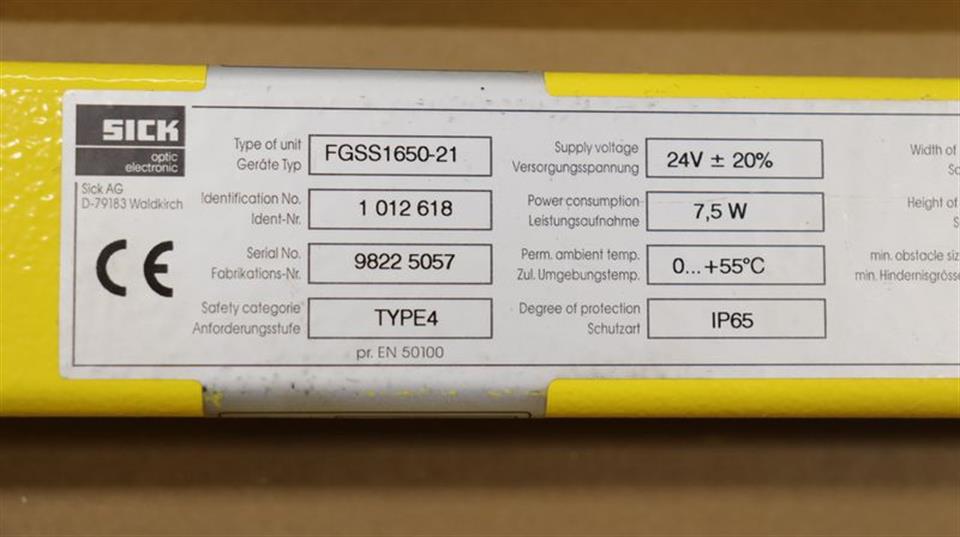 SICK
optic
electronic
Sick AG
D-79183 Waldkirch
CE
Type of unit
Geräte Typ
FGSS1650-21
Identification No.
Ident-Nr.
1 012 618
Serial No.
Fabrikations-Nr.
9822 5057
Safety categorie
Anforderungsstufe
TYPE4
pr. EN 50100
Supply voltage
Versorgungsspannung
24V ± 20%
Power consumption
Leistungsaufnahme
7,5 W
Perm. ambient temp.
Zul. Umgebungstemp.
0...+55°C
Degree of protection
Schutzart
IP65
Width of
Height of
min. obstacle
min.